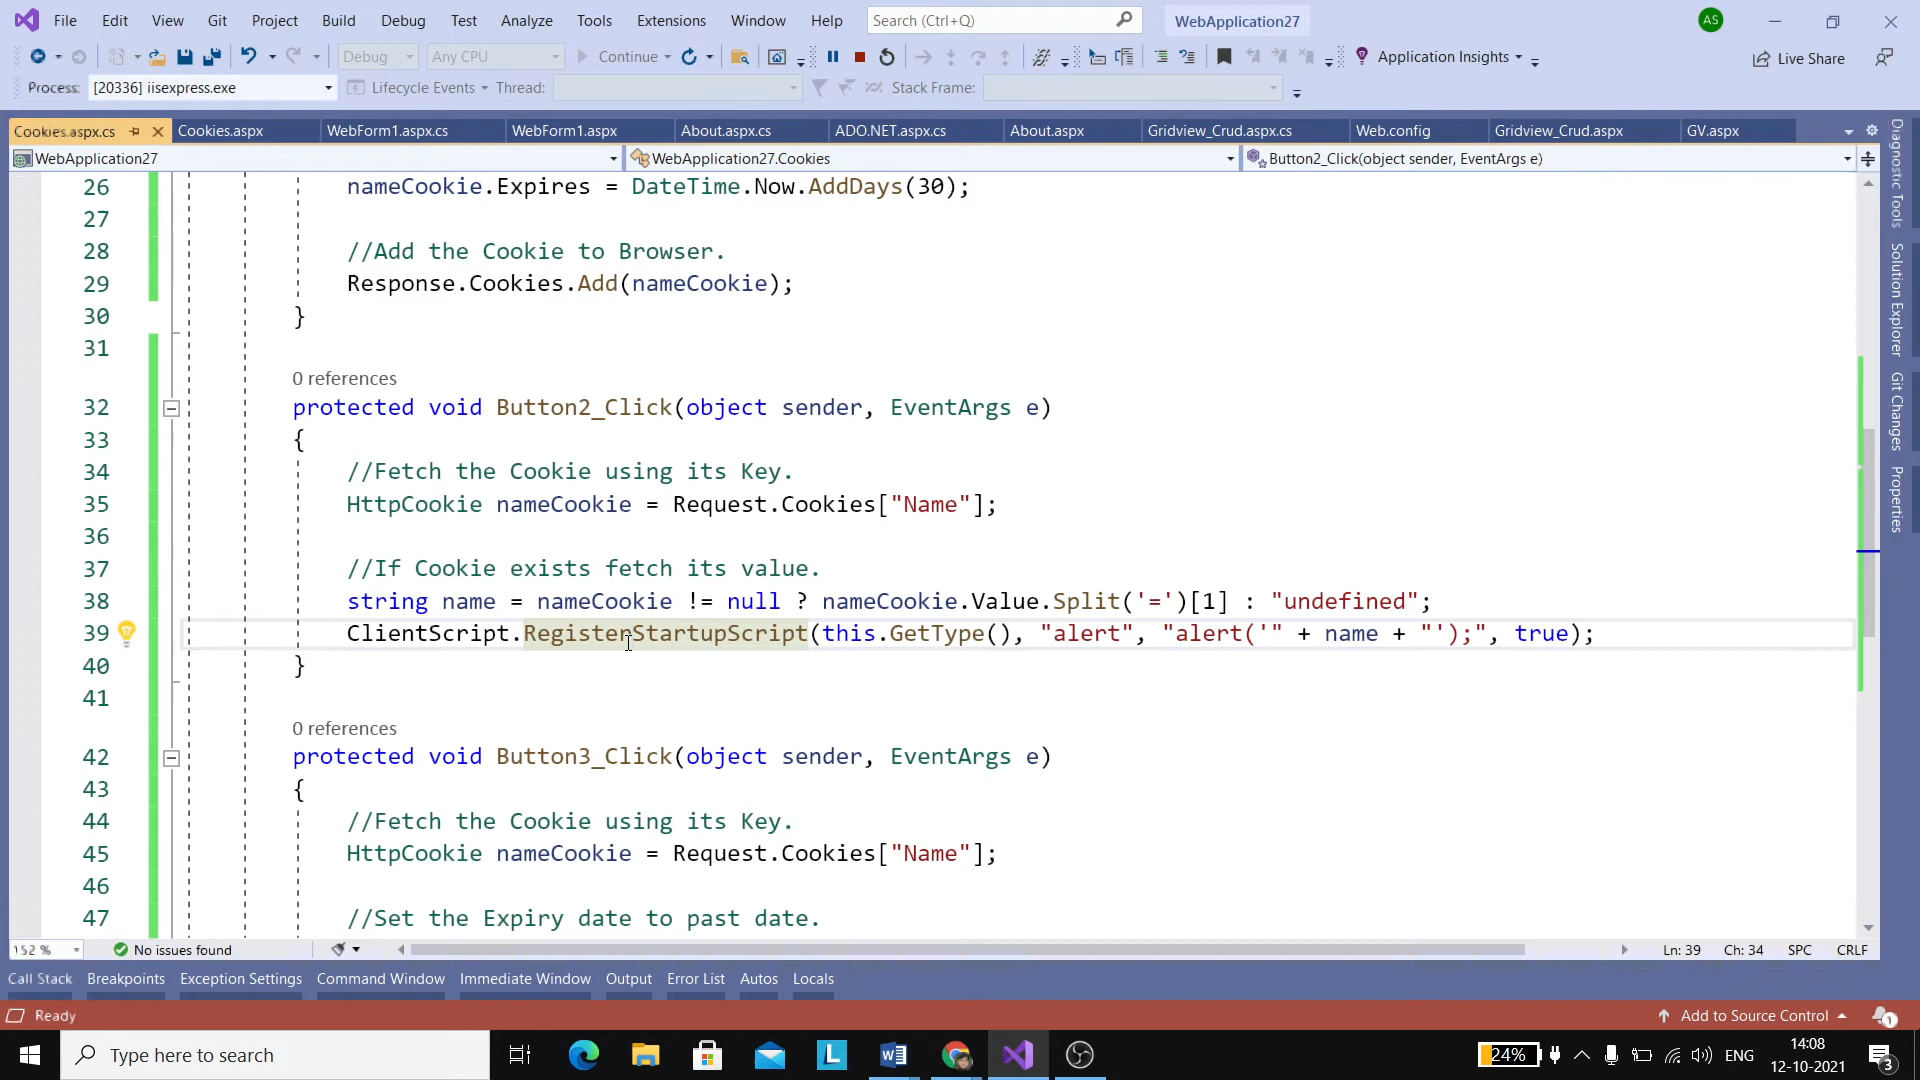 File Edit View Git Project Build Debug Test Analyze Tools Extensions Window Help Search (Ctrl+Q) WebApplication27 AS
Debug Any CPU Continue Application Insights Live Share
Process: [20336] iisexpress.exe Lifecycle Events Thread: Stack Frame:
Cookies.aspx.cs Cookies.aspx WebForm1.aspx.cs WebForm1.aspx About.aspx.cs ADO.NET.aspx.cs About.aspx Gridview_Crud.aspx.cs Web.config Gridview_Crud.aspx GV.aspx
WebApplication27 WebApplication27.Cookies Button2_Click(object sender, EventArgs e)
26 nameCookie.Expires = DateTime.Now.AddDays(30);
27
28 //Add the Cookie to Browser.
29 Response.Cookies.Add(nameCookie);
30 }
31
0 references
32 protected void Button2_Click(object sender, EventArgs e)
33 {
34 //Fetch the Cookie using its Key.
35 HttpCookie nameCookie = Request.Cookies["Name"];
36
37 //If Cookie exists fetch its value.
38 string name = nameCookie != null ? nameCookie.Value.Split('=')[1] : "undefined";
39 ClientScript.RegisterStartupScript(this.GetType(), "alert", "alert('" + name + "');", true);
40 }
41
0 references
42 protected void Button3_Click(object sender, EventArgs e)
43 {
44 //Fetch the Cookie using its Key.
45 HttpCookie nameCookie = Request.Cookies["Name"];
46
47 //Set the Expiry date to past date.
Diagnostic Tools
Solution Explorer
Git Changes
Properties
152 % No issues found Ln: 39 Ch: 34 SPC CRLF
Call Stack Breakpoints Exception Settings Command Window Immediate Window Output Error List Autos Locals
Ready Add to Source Control 1
Type here to search 24% ENG 14:08
12-10-2021 3